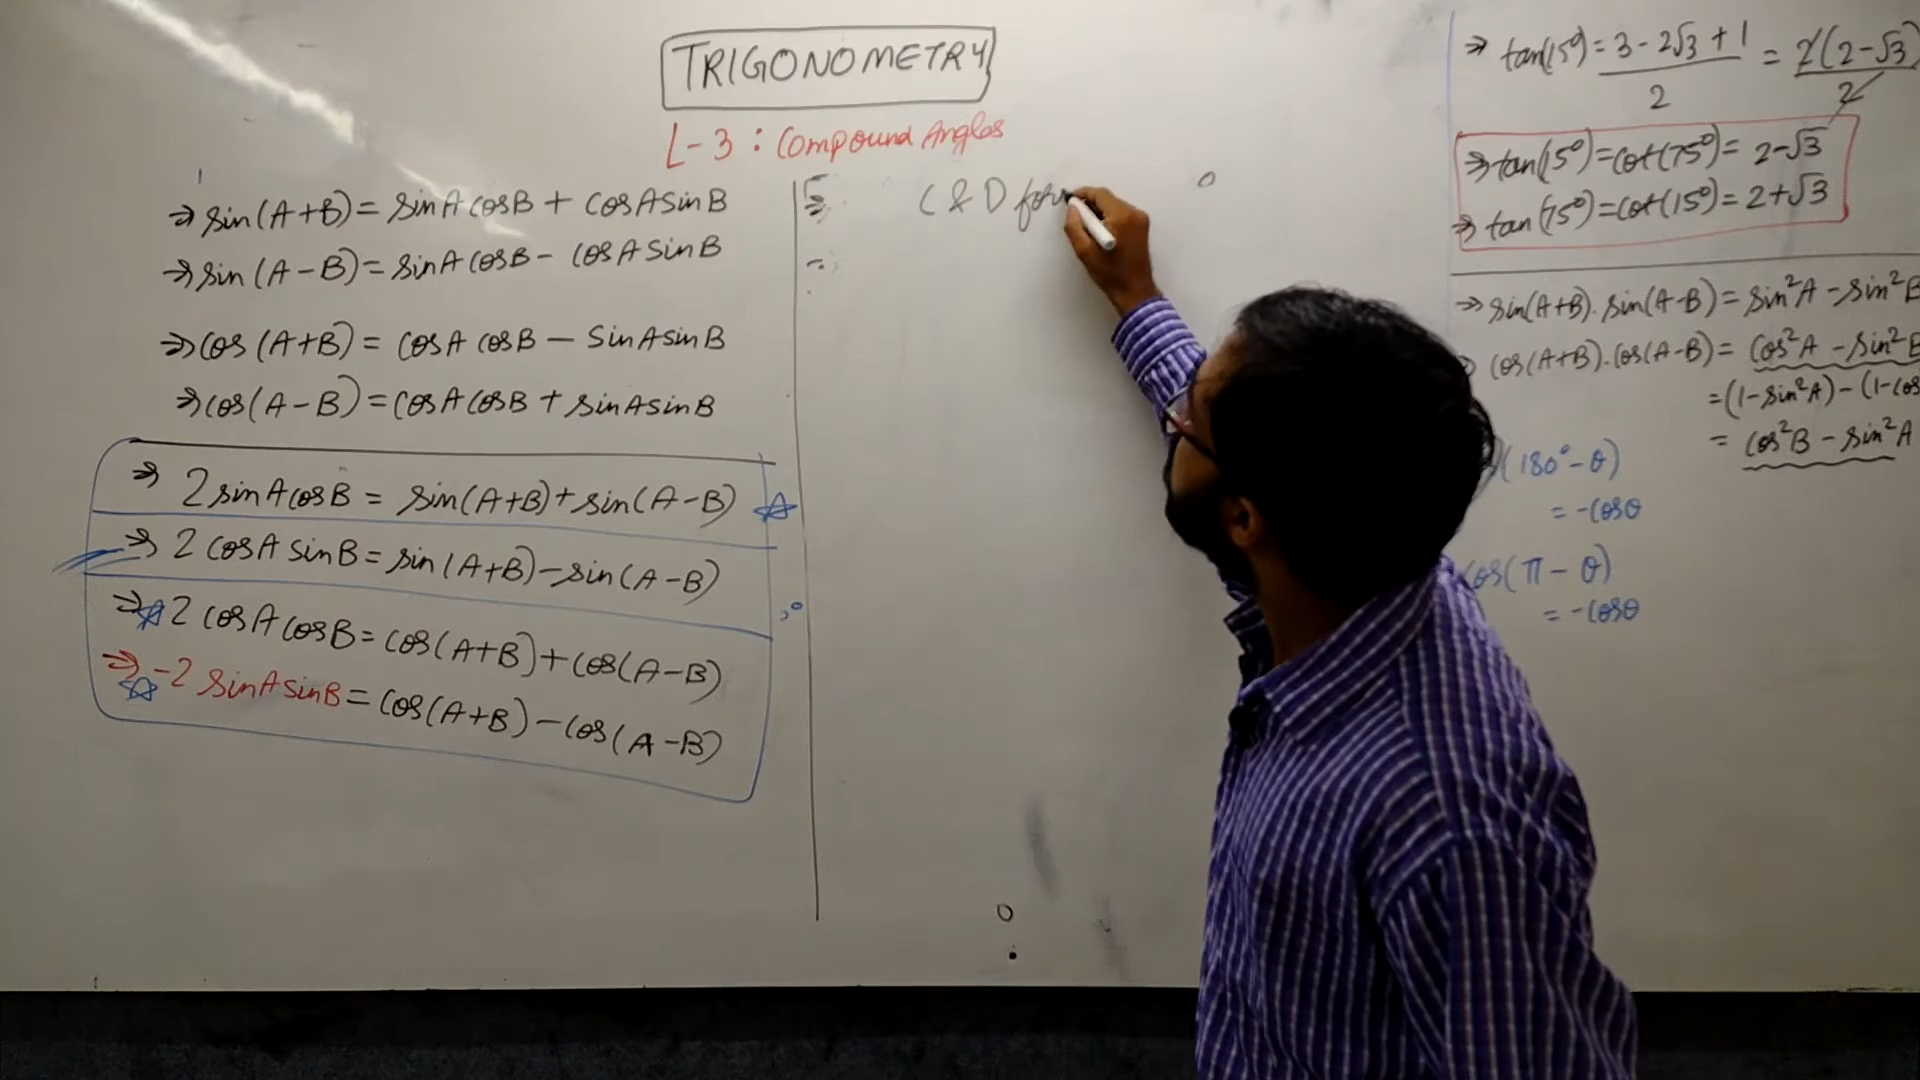 TRIGONOMETRY
L-3 : Compound Angles
⇒ sin(A+B) = sinA cosB + cosA sinB
⇒ sin(A-B) = sinA cosB - cosA sinB
⇒ cos(A+B) = cosA cosB - sinA sinB
⇒ cos(A-B) = cosA cosB + sinA sinB
⇒ 2 sinA cosB = sin(A+B) + sin(A-B) ☆
⇒ 2 cosA sinB = sin(A+B) - sin(A-B)
⇒ ☆ 2 cosA cosB = cos(A+B) + cos(A-B)
⇒ ☆ -2 sinA sinB = cos(A+B) - cos(A-B)
C & D for
⇒ tan(15°) = 3 - 2√3 + 1 / 2 = 2(2-√3) / 2
⇒ tan(15°) = cot(75°) = 2-√3
⇒ tan(75°) = cot(15°) = 2+√3
⇒ sin(A+B). sin(A-B) = sin²A - sin²B
cos(A+B). cos(A-B) = cos²A - sin²B
= (1-sin²A) - (1-cos
= cos²B - sin²A
(180°-θ)
= -cosθ
cos(π - θ)
= -cosθ